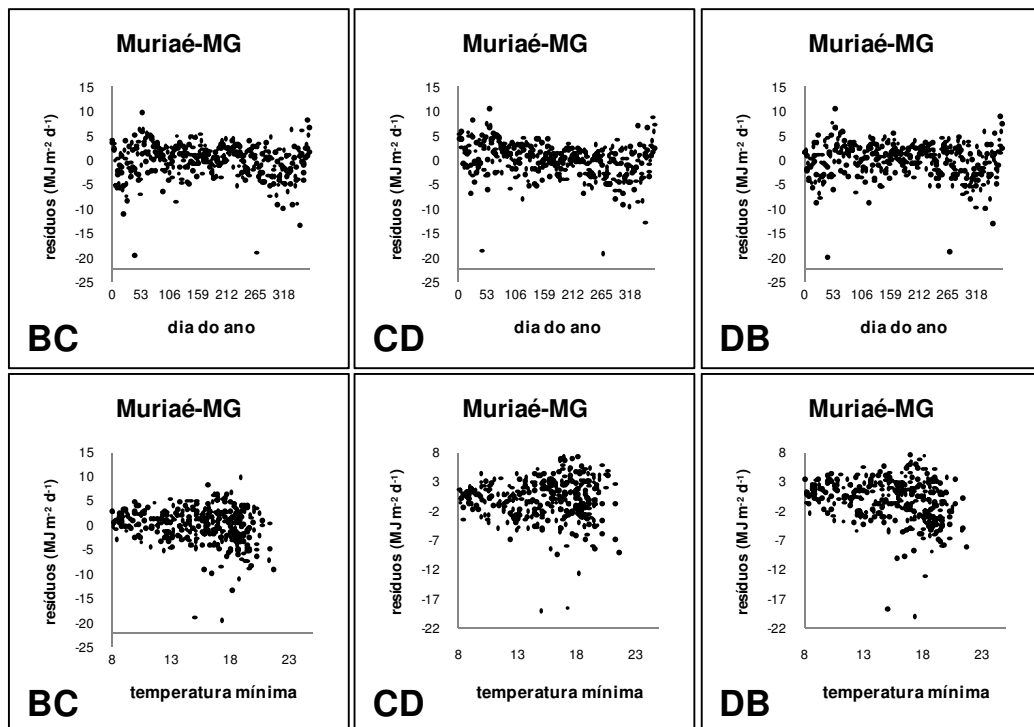 Muriaé-MG
15
10
5
0
-5
-10
-15
-20
-25
resíduos (MJ m⁻² d⁻¹)
0 53 106 159 212 265 318
dia do ano
BC
Muriaé-MG
15
10
5
0
-5
-10
-15
-20
-25
resíduos (MJ m⁻² d⁻¹)
0 53 106 159 212 265 318
dia do ano
CD
Muriaé-MG
15
10
5
0
-5
-10
-15
-20
-25
resíduos (MJ m⁻² d⁻¹)
0 53 106 159 212 265 318
dia do ano
DB
Muriaé-MG
15
10
5
0
-5
-10
-15
-20
-25
resíduos (MJ m⁻² d⁻¹)
8 13 18 23
temperatura mínima
BC
Muriaé-MG
8
3
-2
-7
-12
-17
-22
resíduos (MJ m⁻² d⁻¹)
8 13 18 23
temperatura mínima
CD
Muriaé-MG
8
3
-2
-7
-12
-17
-22
resíduos (MJ m⁻² d⁻¹)
8 13 18 23
temperatura mínima
DB